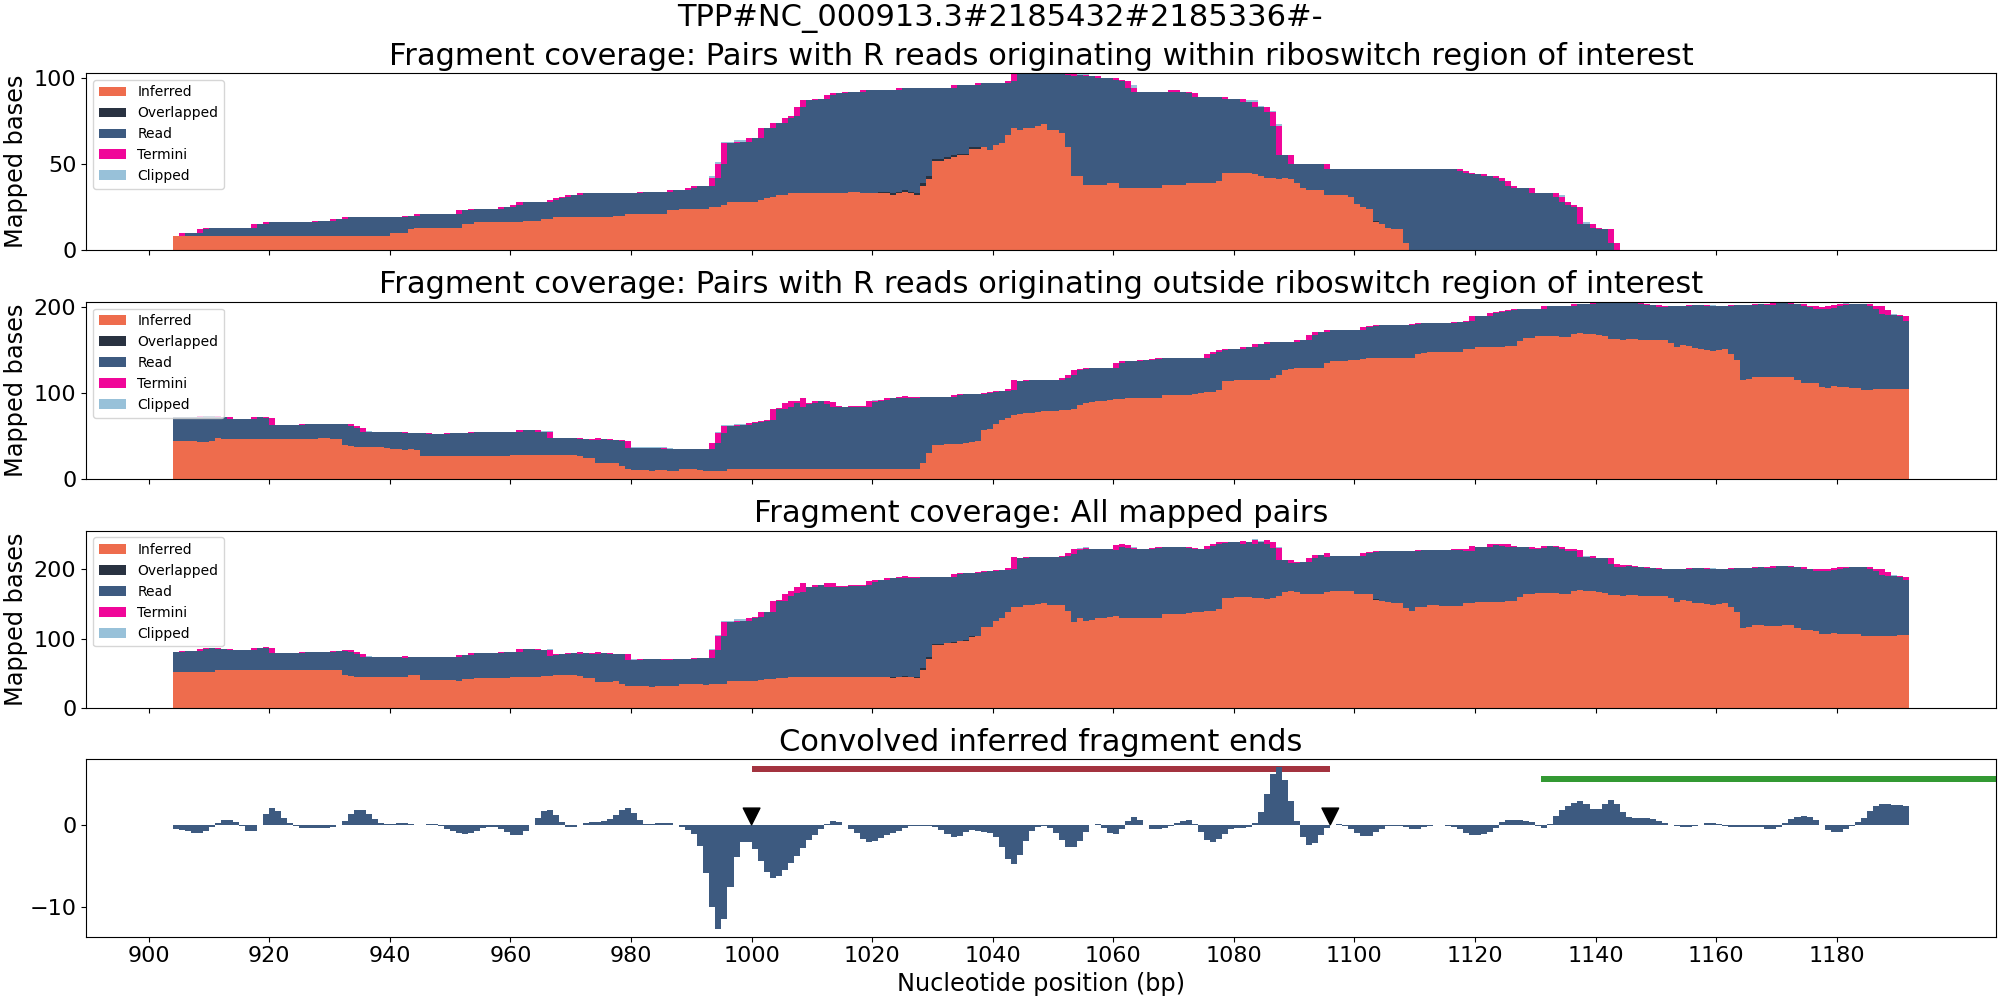 TPP#NC_000913.3#2185432#2185336#-
Fragment coverage: Pairs with R reads originating within riboswitch region of interest
Mapped bases
100
50
0
Inferred
Overlapped
Read
Termini
Clipped
Fragment coverage: Pairs with R reads originating outside riboswitch region of interest
Mapped bases
200
100
0
Inferred
Overlapped
Read
Termini
Clipped
Fragment coverage: All mapped pairs
Mapped bases
200
100
0
Inferred
Overlapped
Read
Termini
Clipped
Convolved inferred fragment ends
0
−10
900 920 940 960 980 1000 1020 1040 1060 1080 1100 1120 1140 1160 1180
Nucleotide position (bp)